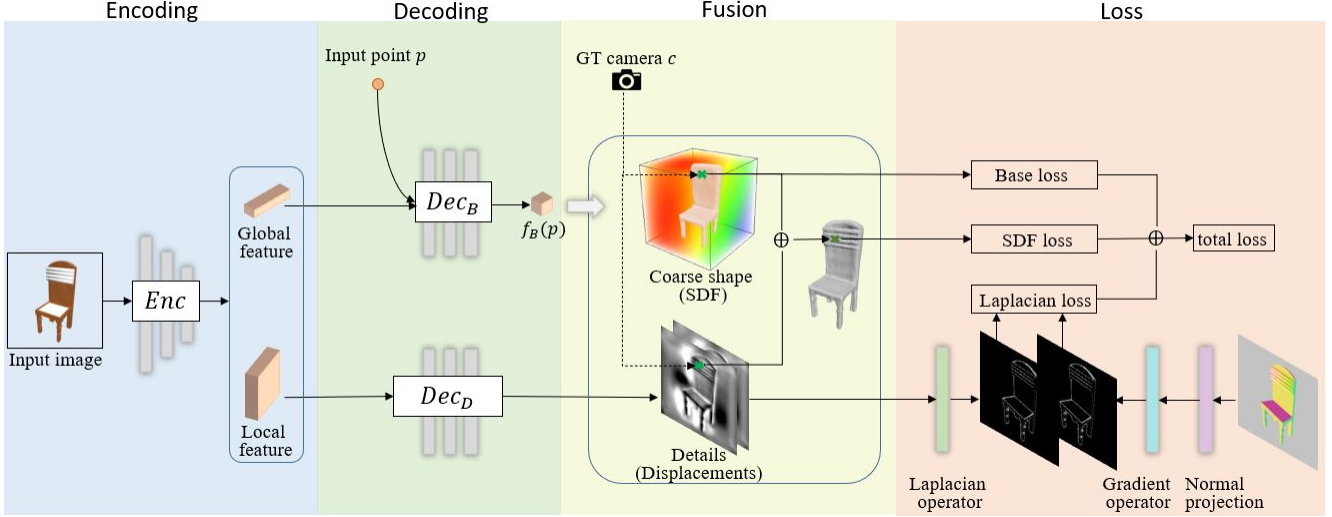 Encoding
Decoding
Fusion
Loss
Input point p
GT camera c
Dec_B
f_B(p)
Global
feature
Enc
Input image
Local
feature
Dec_D
Coarse shape
(SDF)
Details
(Displacements)
Base loss
SDF loss
total loss
Laplacian loss
Laplacian
operator
Gradient
operator
Normal
projection